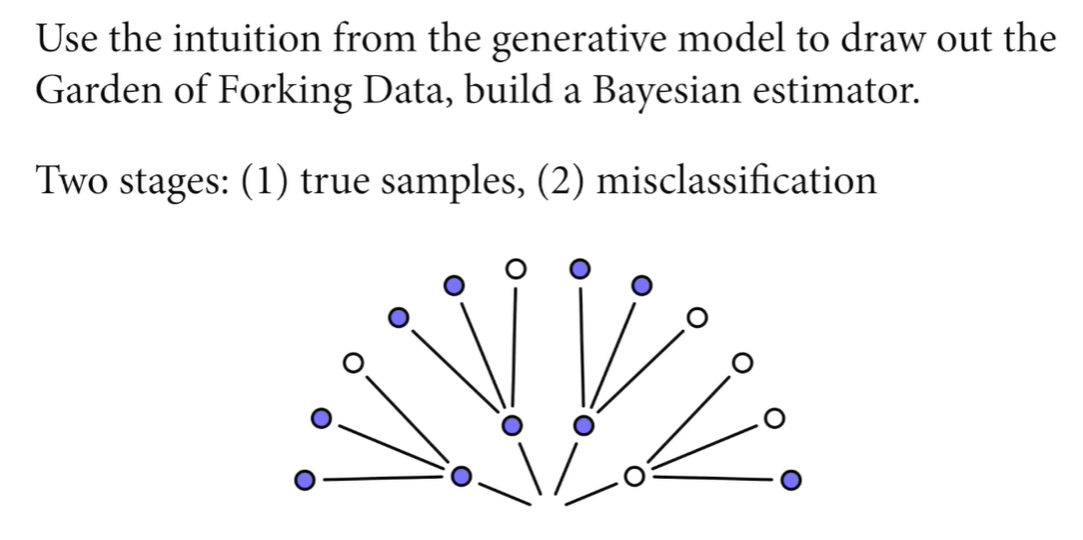 Use the intuition from the generative model to draw out the
Garden of Forking Data, build a Bayesian estimator.
Two stages: (1) true samples, (2) misclassification